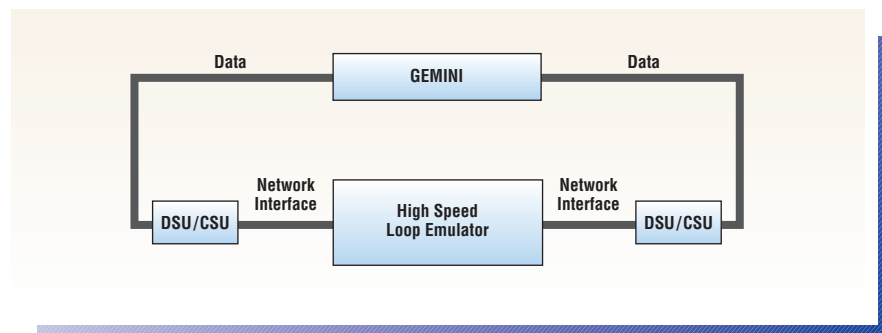 Data
GEMINI
Data
Network
Interface
Network
Interface
DSU/CSU
High Speed
Loop Emulator
DSU/CSU